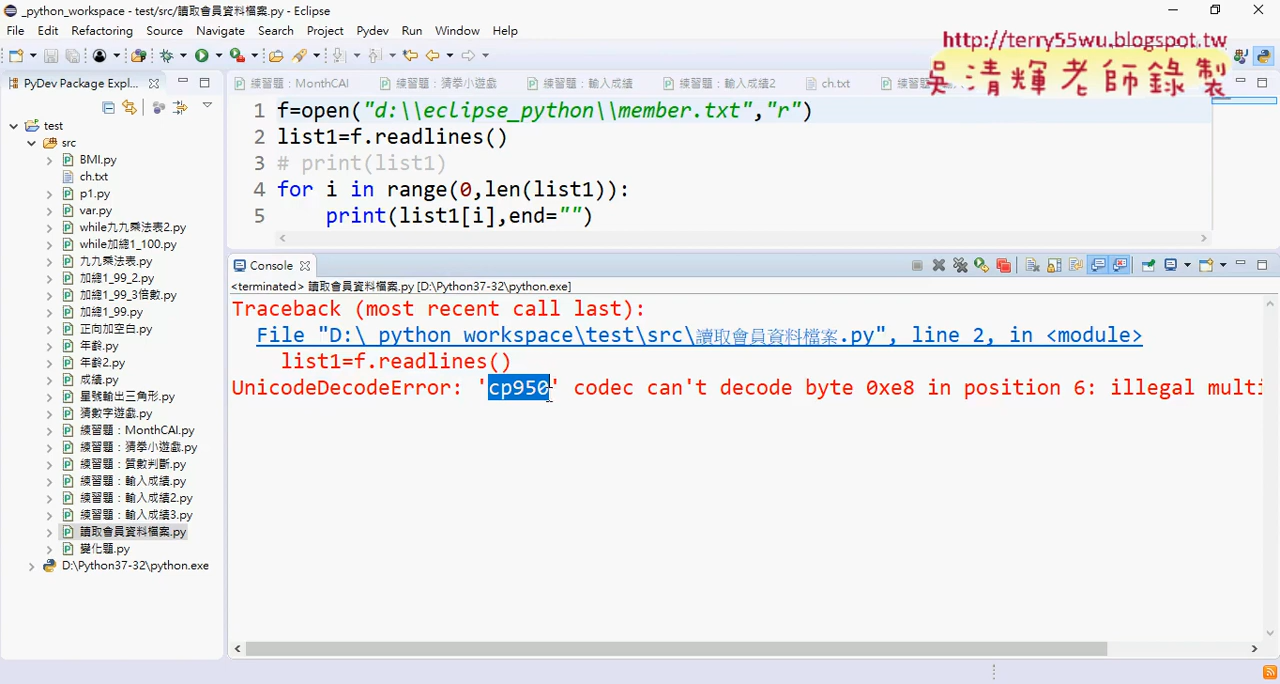 _python_workspace - test/src/讀取會員資料檔案.py - Eclipse
File Edit Refactoring Source Navigate Search Project Pydev Run Window Help
http://terry55wu.blogspot.tw
吳清輝老師錄製
PyDev Package Expl...
練習題：MonthCAI
練習題：猜拳小遊戲
練習題：輸入成績
練習題：輸入成績2
ch.txt
練習
test
src
BMI.py
ch.txt
p1.py
var.py
while九九乘法表2.py
while加總1_100.py
九九乘法表.py
加總1_99_2.py
加總1_99_3倍數.py
加總1_99.py
正向加空白.py
年齡.py
年齡2.py
成績.py
星號輸出三角形.py
猜數字遊戲.py
練習題：MonthCAI.py
練習題：猜拳小遊戲.py
練習題：質數判斷.py
練習題：輸入成績.py
練習題：輸入成績2.py
練習題：輸入成績3.py
讀取會員資料檔案.py
變化題.py
D:\Python37-32\python.exe
1 f=open("d:\\eclipse_python\\member.txt","r")
2 list1=f.readlines()
3 # print(list1)
4 for i in range(0,len(list1)):
5     print(list1[i],end="")
Console
<terminated> 讀取會員資料檔案.py [D:\Python37-32\python.exe]
Traceback (most recent call last):
  File "D:\_python_workspace\test\src\讀取會員資料檔案.py", line 2, in <module>
    list1=f.readlines()
UnicodeDecodeError: 'cp950' codec can't decode byte 0xe8 in position 6: illegal multi